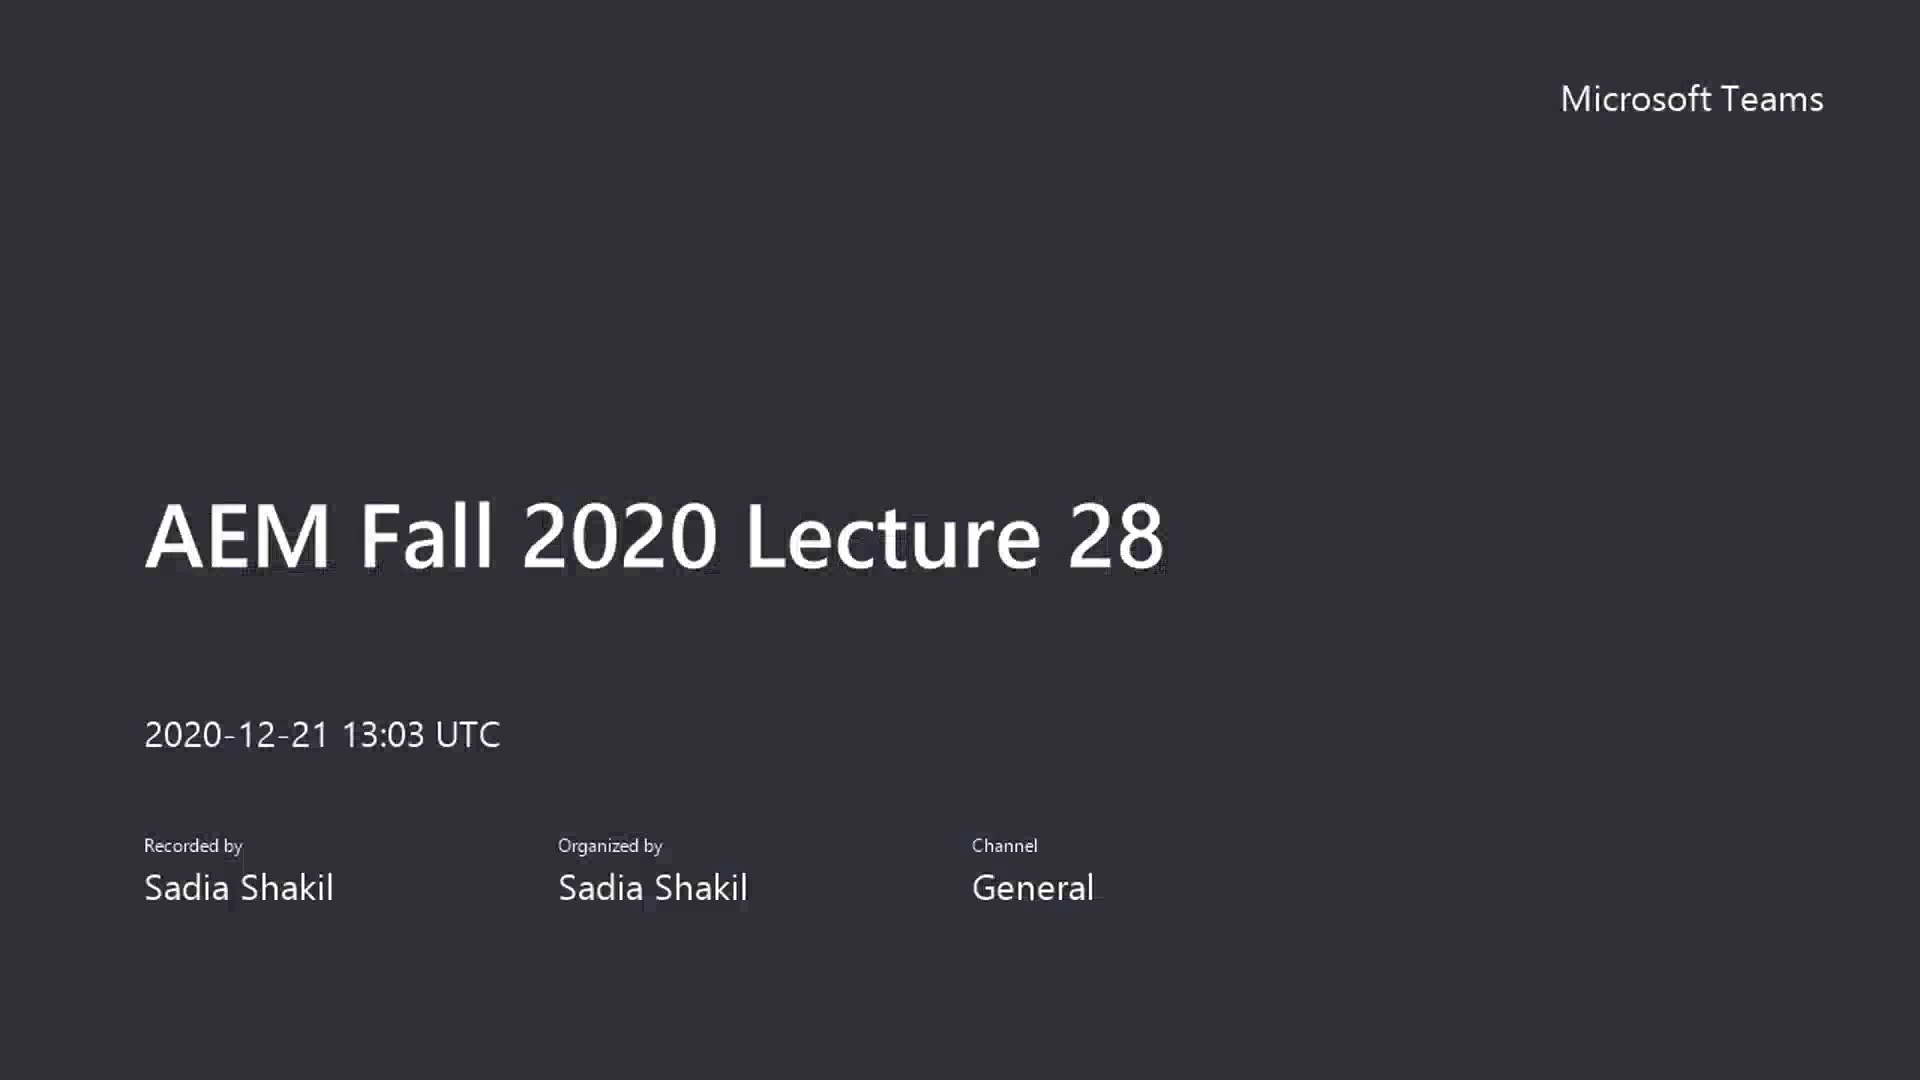 Microsoft Teams
AEM Fall 2020 Lecture 28
2020-12-21 13:03 UTC
Recorded by
Sadia Shakil
Organized by
Sadia Shakil
Channel
General